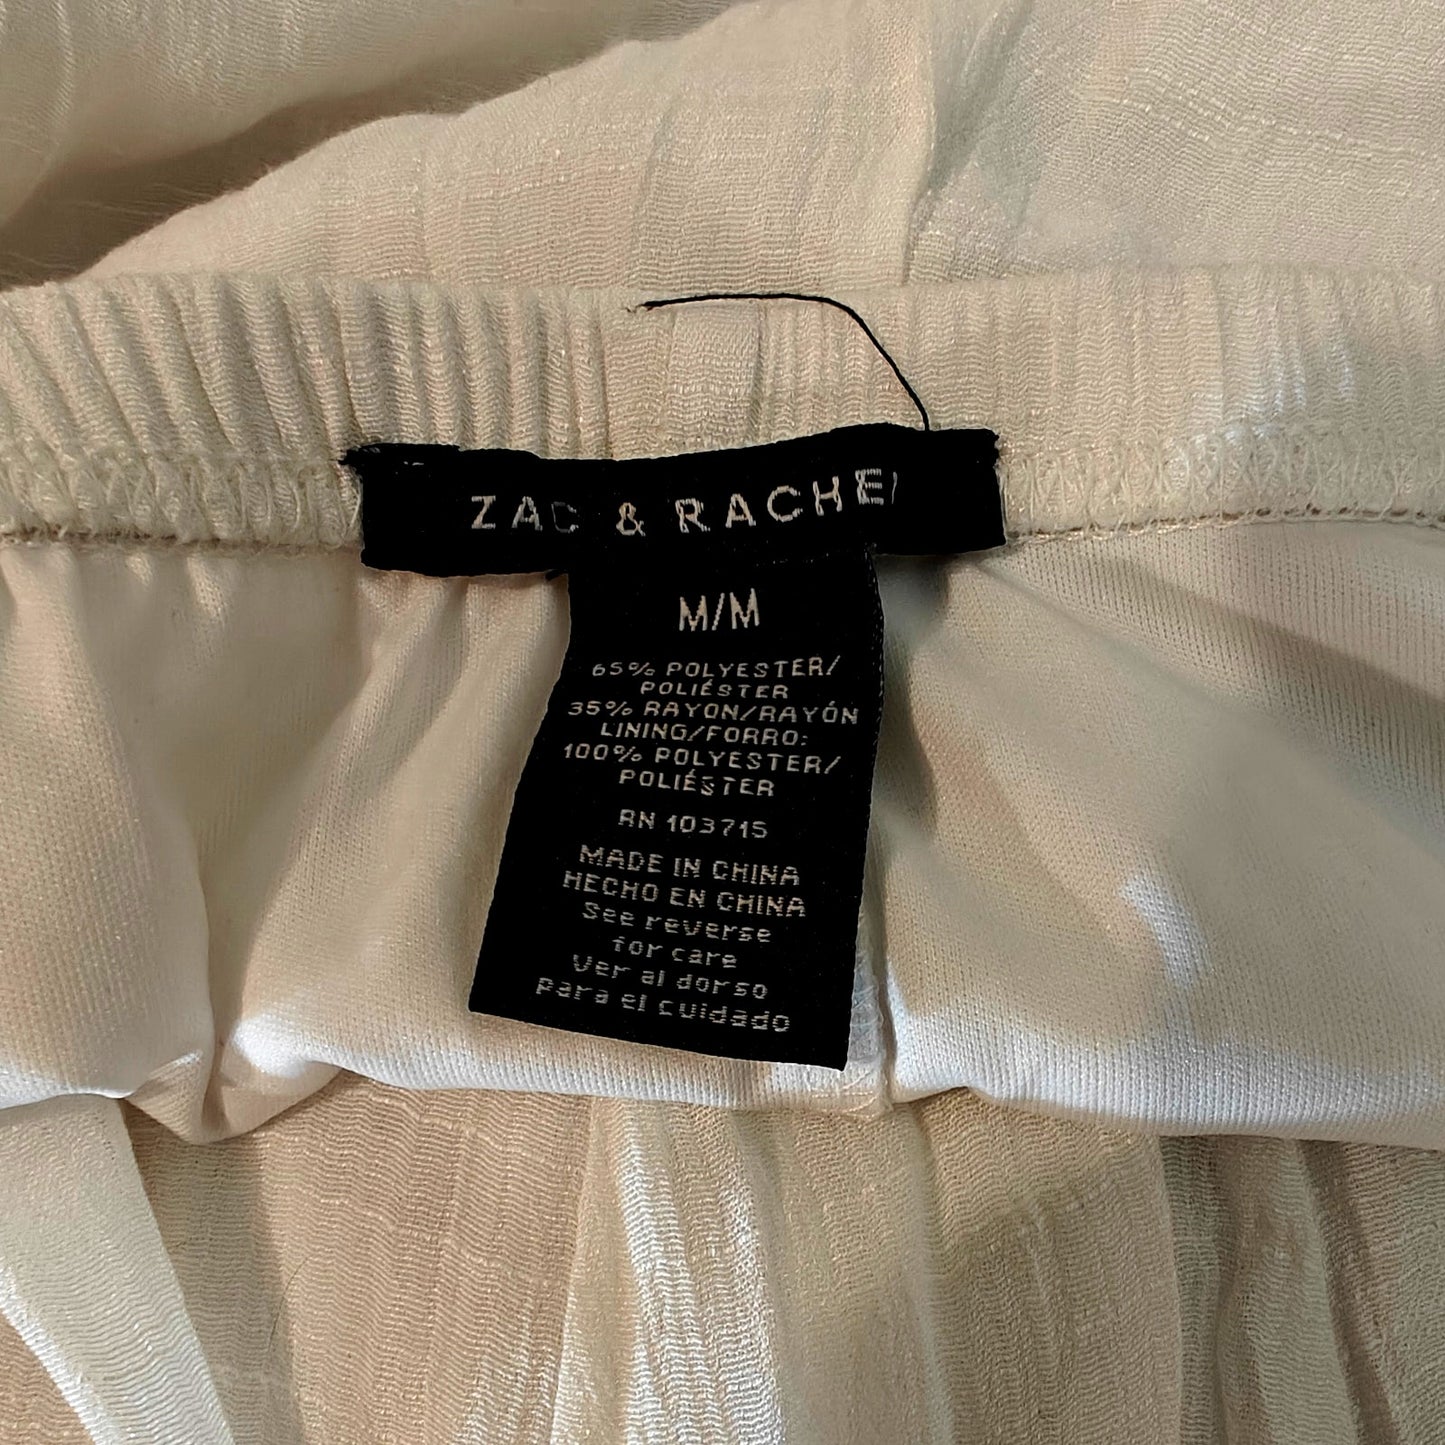 ZAC & RACHEL
M/M
65% POLYESTER/
POLIÉSTER
35% RAYON/RAYÓN
LINING/FORRO:
100% POLYESTER/
POLIÉSTER
RN 103715
MADE IN CHINA
HECHO EN CHINA
See reverse
for care
Ver al dorso
para el cuidado